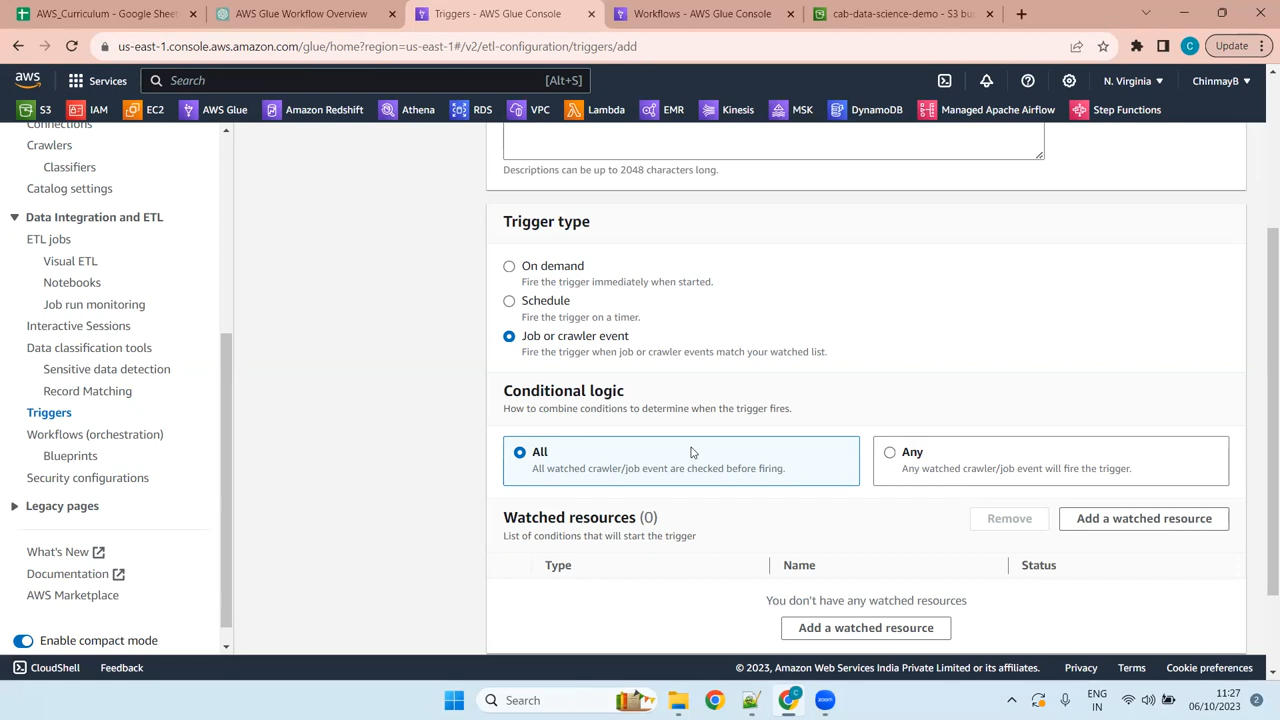 AWS_Curriculum - Google Sheet
AWS Glue Workflow Overview
Triggers - AWS Glue Console
Workflows - AWS Glue Console
cab-data-science-demo - S3 bu
us-east-1.console.aws.amazon.com/glue/home?region=us-east-1#/v2/etl-configuration/triggers/add
C
Update
aws
Services
Search
[Alt+S]
N. Virginia
ChinmayB
S3
IAM
EC2
AWS Glue
Amazon Redshift
Athena
RDS
VPC
Lambda
EMR
Kinesis
MSK
DynamoDB
Managed Apache Airflow
Step Functions
Connections
Crawlers
Classifiers
Catalog settings
Data Integration and ETL
ETL jobs
Visual ETL
Notebooks
Job run monitoring
Interactive Sessions
Data classification tools
Sensitive data detection
Record Matching
Triggers
Workflows (orchestration)
Blueprints
Security configurations
Legacy pages
What's New
Documentation
AWS Marketplace
Enable compact mode
Descriptions can be up to 2048 characters long.
Trigger type
On demand
Fire the trigger immediately when started.
Schedule
Fire the trigger on a timer.
Job or crawler event
Fire the trigger when job or crawler events match your watched list.
Conditional logic
How to combine conditions to determine when the trigger fires.
All
All watched crawler/job event are checked before firing.
Any
Any watched crawler/job event will fire the trigger.
Watched resources (0)
List of conditions that will start the trigger
Remove
Add a watched resource
Type
Name
Status
You don't have any watched resources
Add a watched resource
CloudShell
Feedback
© 2023, Amazon Web Services India Private Limited or its affiliates.
Privacy
Terms
Cookie preferences
Search
C
zoom
ENG
IN
11:27
06/10/2023
2